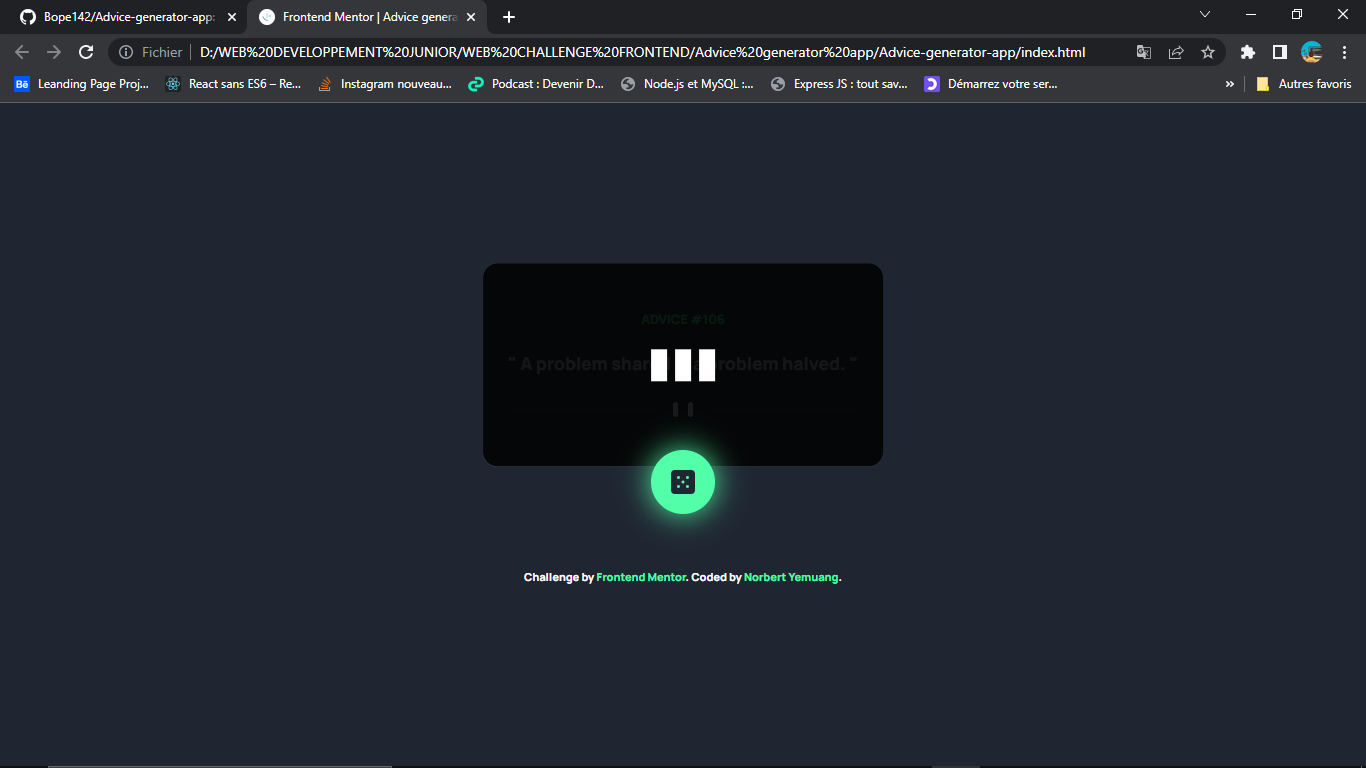 Bope142/Advice-generator-app:
Frontend Mentor | Advice genera
Fichier D:/WEB%20DEVELOPPEMENT%20JUNIOR/WEB%20CHALLENGE%20FRONTEND/Advice%20generator%20app/Advice-generator-app/index.html
Bē Leanding Page Proj... React sans ES6 – Re... Instagram nouveau... Podcast : Devenir D... Node.js et MySQL :... Express JS : tout sav... Démarrez votre ser... » Autres favoris
ADVICE #106
" A problem shar problem halved. "
Challenge by Frontend Mentor. Coded by Norbert Yemuang.